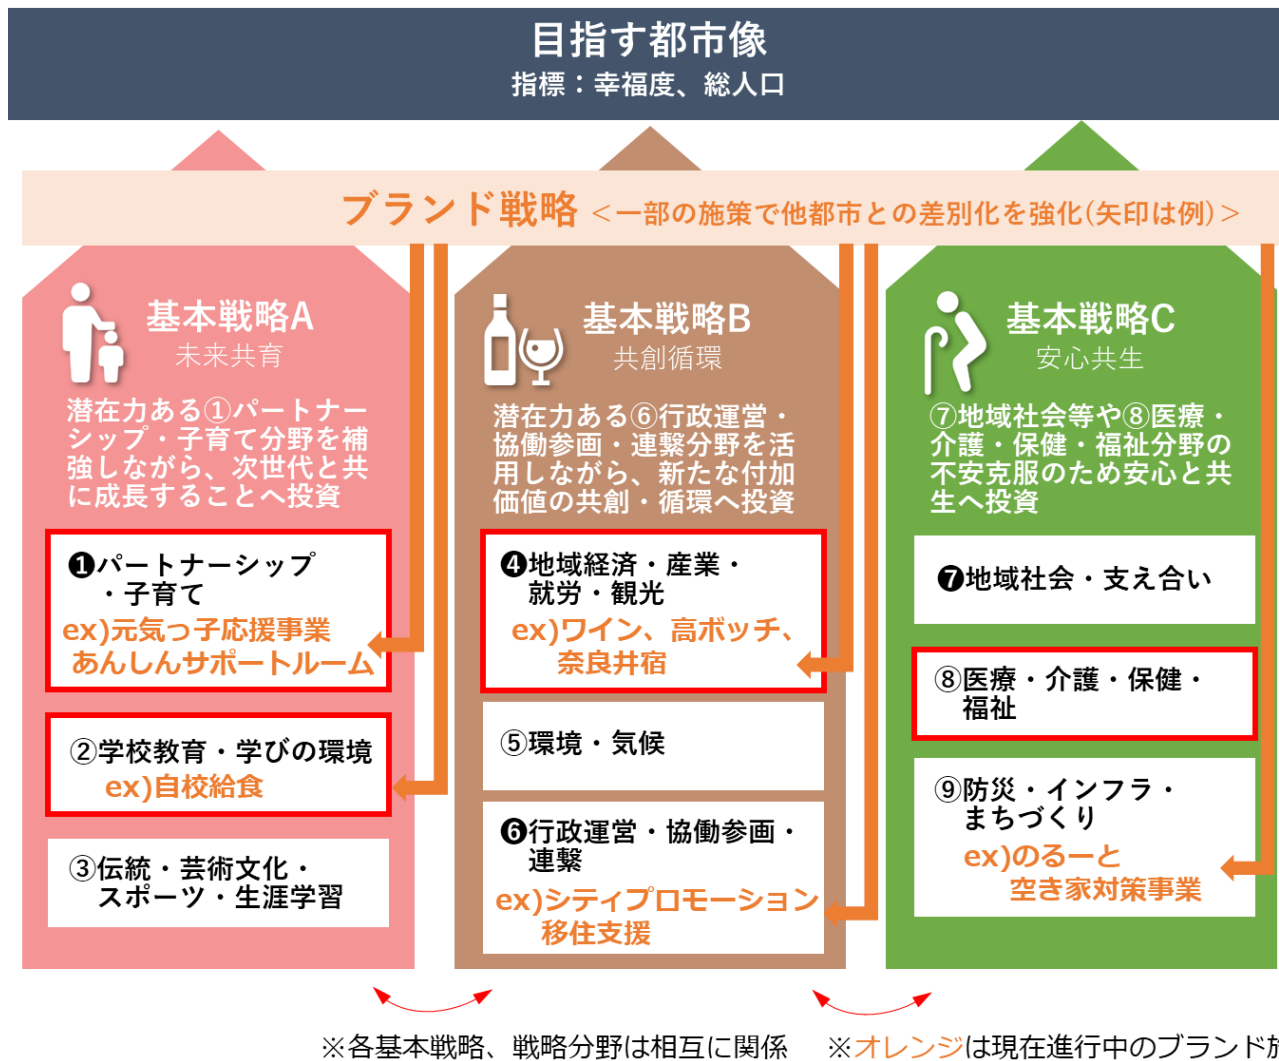 目指す都市像
指標：幸福度、総人口
ブランド戦略 ＜一部の施策で他都市との差別化を強化(矢印は例)＞
基本戦略A
未来共育
潜在力ある①パートナー
シップ・子育て分野を補
強しながら、次世代と共
に成長することへ投資
❶パートナーシップ
・子育て
ex)元気っ子応援事業
あんしんサポートルーム
②学校教育・学びの環境
ex)自校給食
③伝統・芸術文化・
スポーツ・生涯学習
基本戦略B
共創循環
潜在力ある⑥行政運営・
協働参画・連繋分野を活
用しながら、新たな付加
価値の共創・循環へ投資
❹地域経済・産業・
就労・観光
ex)ワイン、高ボッチ、
奈良井宿
⑤環境・気候
❻行政運営・協働参画・
連繋
ex)シティプロモーション
移住支援
基本戦略C
安心共生
⑦地域社会等や⑧医療・
介護・保健・福祉分野の
不安克服のため安心と共
生へ投資
❼地域社会・支え合い
⑧医療・介護・保健・
福祉
⑨防災・インフラ・
まちづくり
ex)のるーと
空き家対策事業
※各基本戦略、戦略分野は相互に関係
※オレンジは現在進行中のブランド